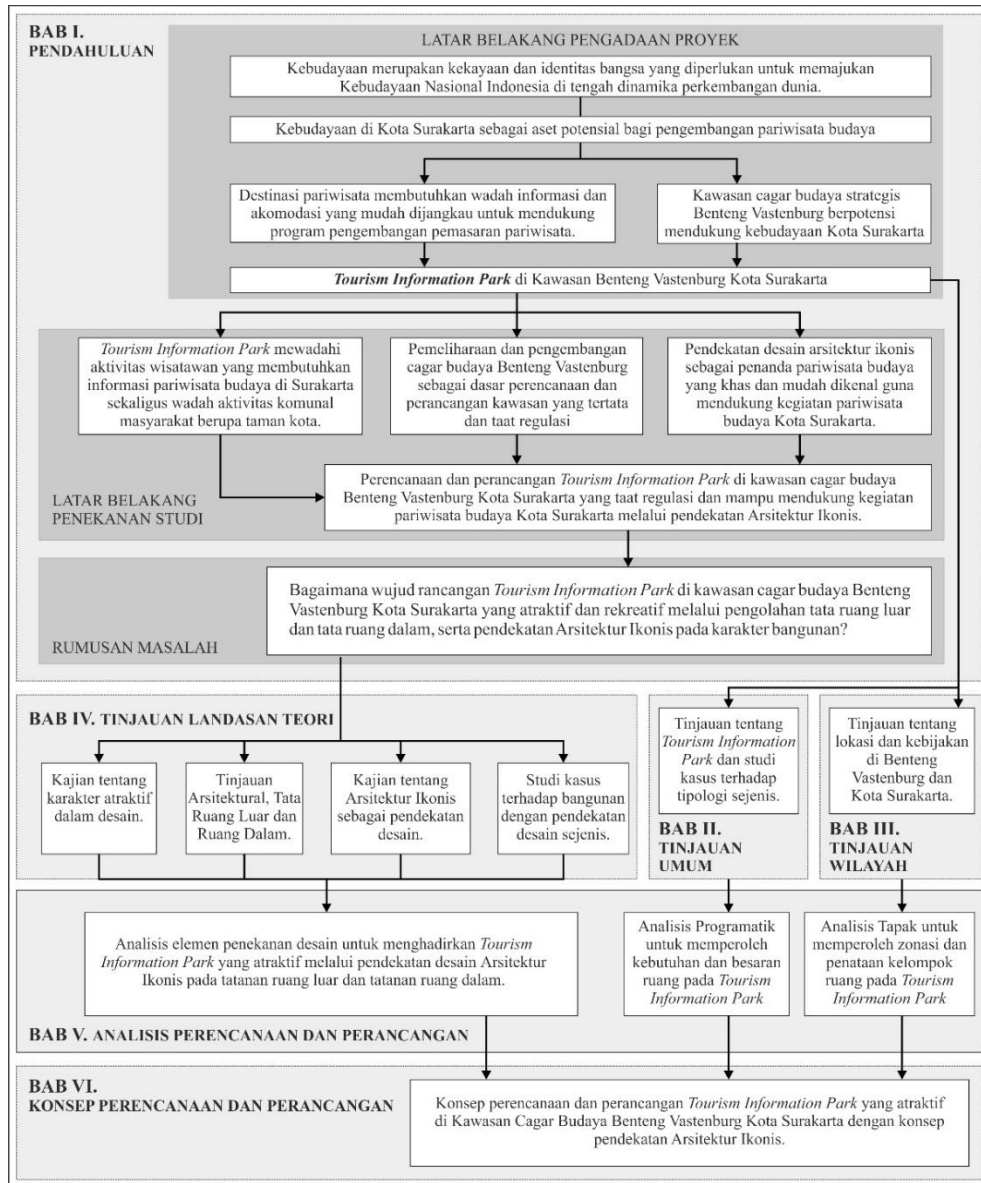 BAB I.
PENDAHULUAN
LATAR BELAKANG PENGADAAN PROYEK
Kebudayaan merupakan kekayaan dan identitas bangsa yang diperlukan untuk memajukan
Kebudayaan Nasional Indonesia di tengah dinamika perkembangan dunia.
Kebudayaan di Kota Surakarta sebagai aset potensial bagi pengembangan pariwisata budaya
Destinasi pariwisata membutuhkan wadah informasi dan
akomodasi yang mudah dijangkau untuk mendukung
program pengembangan pemasaran pariwisata.
Kawasan cagar budaya strategis
Benteng Vastenburg berpotensi
mendukung kebudayaan Kota Surakarta
Tourism Information Park di Kawasan Benteng Vastenburg Kota Surakarta
Tourism Information Park mewadahi
aktivitas wisatawan yang membutuhkan
informasi pariwisata budaya di Surakarta
sekaligus wadah aktivitas komunal
masyarakat berupa taman kota.
Pemeliharaan dan pengembangan
cagar budaya Benteng Vastenburg
sebagai dasar perencanaan dan
perancangan kawasan yang tertata
dan taat regulasi
Pendekatan desain arsitektur ikonis
sebagai penanda pariwisata budaya
yang khas dan mudah dikenal guna
mendukung kegiatan pariwisata
budaya Kota Surakarta.
LATAR BELAKANG
PENEKANAN STUDI
Perencanaan dan perancangan Tourism Information Park di kawasan cagar budaya
Benteng Vastenburg Kota Surakarta yang taat regulasi dan mampu mendukung kegiatan
pariwisata budaya Kota Surakarta melalui pendekatan Arsitektur Ikonis.
RUMUSAN MASALAH
Bagaimana wujud rancangan Tourism Information Park di kawasan cagar budaya Benteng
Vastenburg Kota Surakarta yang atraktif dan rekreatif melalui pengolahan tata ruang luar
dan tata ruang dalam, serta pendekatan Arsitektur Ikonis pada karakter bangunan?
BAB IV. TINJAUAN LANDASAN TEORI
Kajian tentang
karakter atraktif
dalam desain.
Tinjauan
Arsitektural, Tata
Ruang Luar dan
Ruang Dalam.
Kajian tentang
Arsitektur Ikonis
sebagai pendekatan
desain.
Studi kasus
terhadap bangunan
dengan pendekatan
desain sejenis.
Tinjauan tentang
Tourism Information
Park dan studi
kasus terhadap
tipologi sejenis.
BAB II.
TINJAUAN
UMUM
Tinjauan tentang
lokasi dan kebijakan
di Benteng
Vastenburg dan
Kota Surakarta.
BAB III.
TINJAUAN
WILAYAH
Analisis elemen penekanan desain untuk menghadirkan Tourism
Information Park yang atraktif melalui pendekatan desain Arsitektur
Ikonis pada tatanan ruang luar dan tatanan ruang dalam.
Analisis Programatik
untuk memperoleh
kebutuhan dan besaran
ruang pada Tourism
Information Park
Analisis Tapak untuk
memperoleh zonasi dan
penataan kelompok
ruang pada Tourism
Information Park
BAB V. ANALISIS PERENCANAAN DAN PERANCANGAN
BAB VI.
KONSEP PERENCANAAN DAN PERANCANGAN
Konsep perencanaan dan perancangan Tourism Information Park yang atraktif
di Kawasan Cagar Budaya Benteng Vastenburg Kota Surakarta dengan konsep
pendekatan Arsitektur Ikonis.